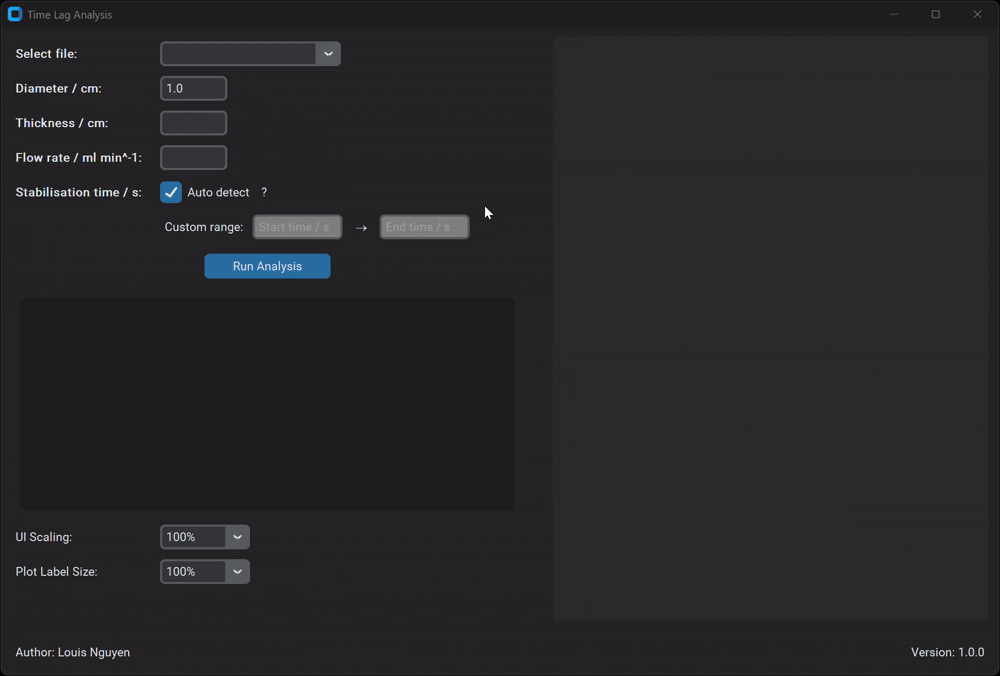 Time Lag Analysis
Select file:
Diameter / cm: 1.0
Thickness / cm:
Flow rate / ml min^-1:
Stabilisation time / s: Auto detect ?
Custom range: Start time / s → End time / s
Run Analysis
UI Scaling: 100%
Plot Label Size: 100%
Author: Louis Nguyen Version: 1.0.0